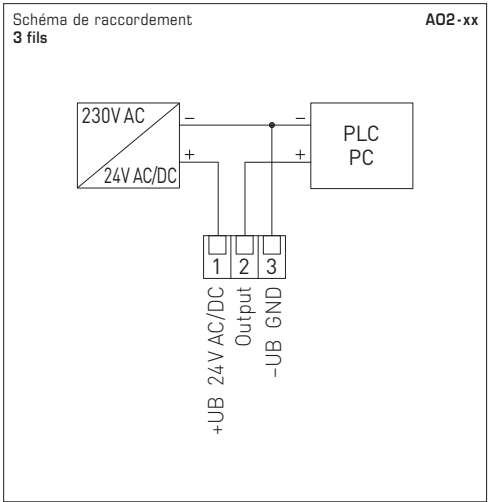 Schéma de raccordement
3 fils
AO2-xx
230V AC
24V AC/DC
–
+
–
+
PLC
PC
1 2 3
+UB 24V AC/DC
Output
–UB GND